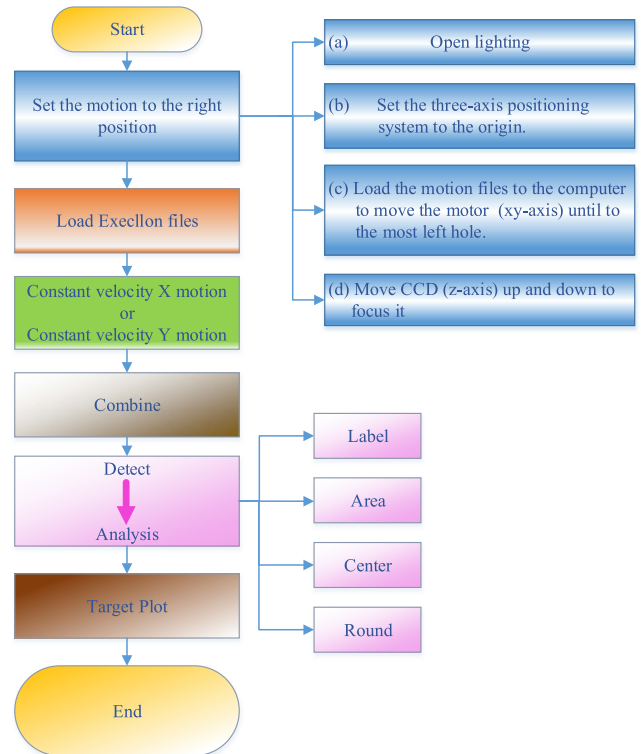 Start
Set the motion to the right
position
Load Execllon files
Constant velocity X motion
or
Constant velocity Y motion
Combine
Detect
Analysis
Target Plot
End
(a) Open lighting
(b) Set the three-axis positioning
system to the origin.
(c) Load the motion files to the computer
to move the motor (xy-axis) until to
the most left hole.
(d) Move CCD (z-axis) up and down to
focus it
Label
Area
Center
Round